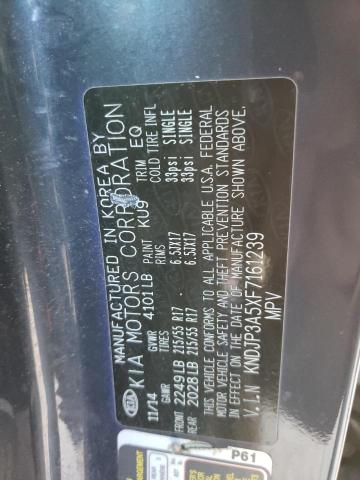 MANUFACTURED IN KOREA BY
KIA KIA MOTORS CORPORATION
11/14 GVWR PAINT TRIM
4101LB KU9 EQ
GAWR TIRES RIMS COLD TIRE INFL
FRONT 2249LB 215/55 R17 6.5JX17 33psi SINGLE
REAR 2028LB 215/55 R17 6.5JX17 33psi SINGLE
THIS VEHICLE CONFORMS TO ALL APPLICABLE U.S.A. FEDERAL
MOTOR VEHICLE SAFETY AND THEFT PREVENTION STANDARDS
IN EFFECT ON THE DATE OF MANUFACTURE SHOWN ABOVE.
V.I.N KNDJP3A5XF7161239
MPV
P61